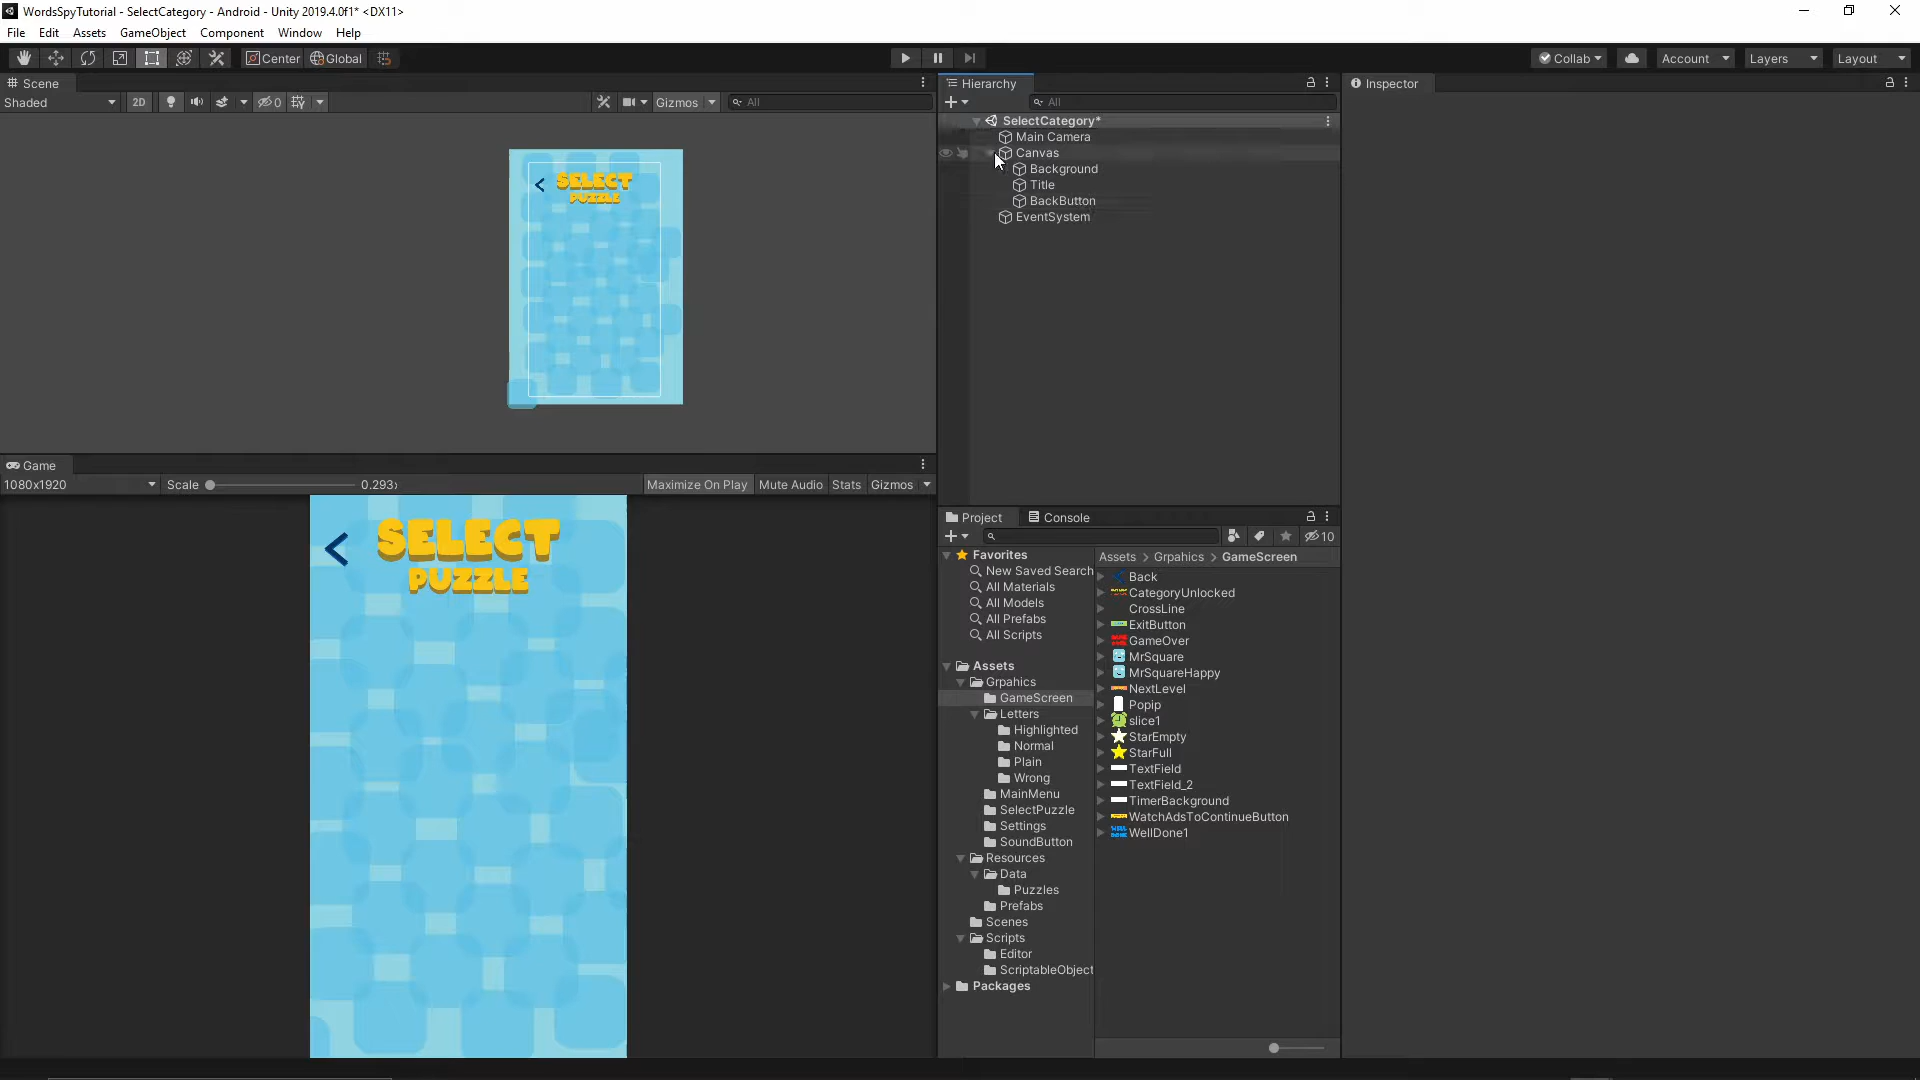 WordsSpyTutorial - SelectCategory - Android - Unity 2019.4.0f1* <DX11>
File Edit Assets GameObject Component Window Help
Center Global
Collab Account Layers Layout
Scene
Shaded 2D 0 Gizmos All
SELECT
PUZZLE
Game
1080x1920 Scale 0.293x Maximize On Play Mute Audio Stats Gizmos
SELECT
PUZZLE
Hierarchy
All
SelectCategory*
Main Camera
Canvas
Background
Title
BackButton
EventSystem
Project Console
10
Favorites
New Saved Search
All Materials
All Models
All Prefabs
All Scripts
Assets
Grpahics
GameScreen
Letters
Highlighted
Normal
Plain
Wrong
MainMenu
SelectPuzzle
Settings
SoundButton
Resources
Data
Puzzles
Prefabs
Scenes
Scripts
Editor
ScriptableObject
Packages
Assets > Grpahics > GameScreen
Back
CategoryUnlocked
CrossLine
ExitButton
GameOver
MrSquare
MrSquareHappy
NextLevel
Popip
slice1
StarEmpty
StarFull
TextField
TextField_2
TimerBackground
WatchAdsToContinueButton
WellDone1
Inspector